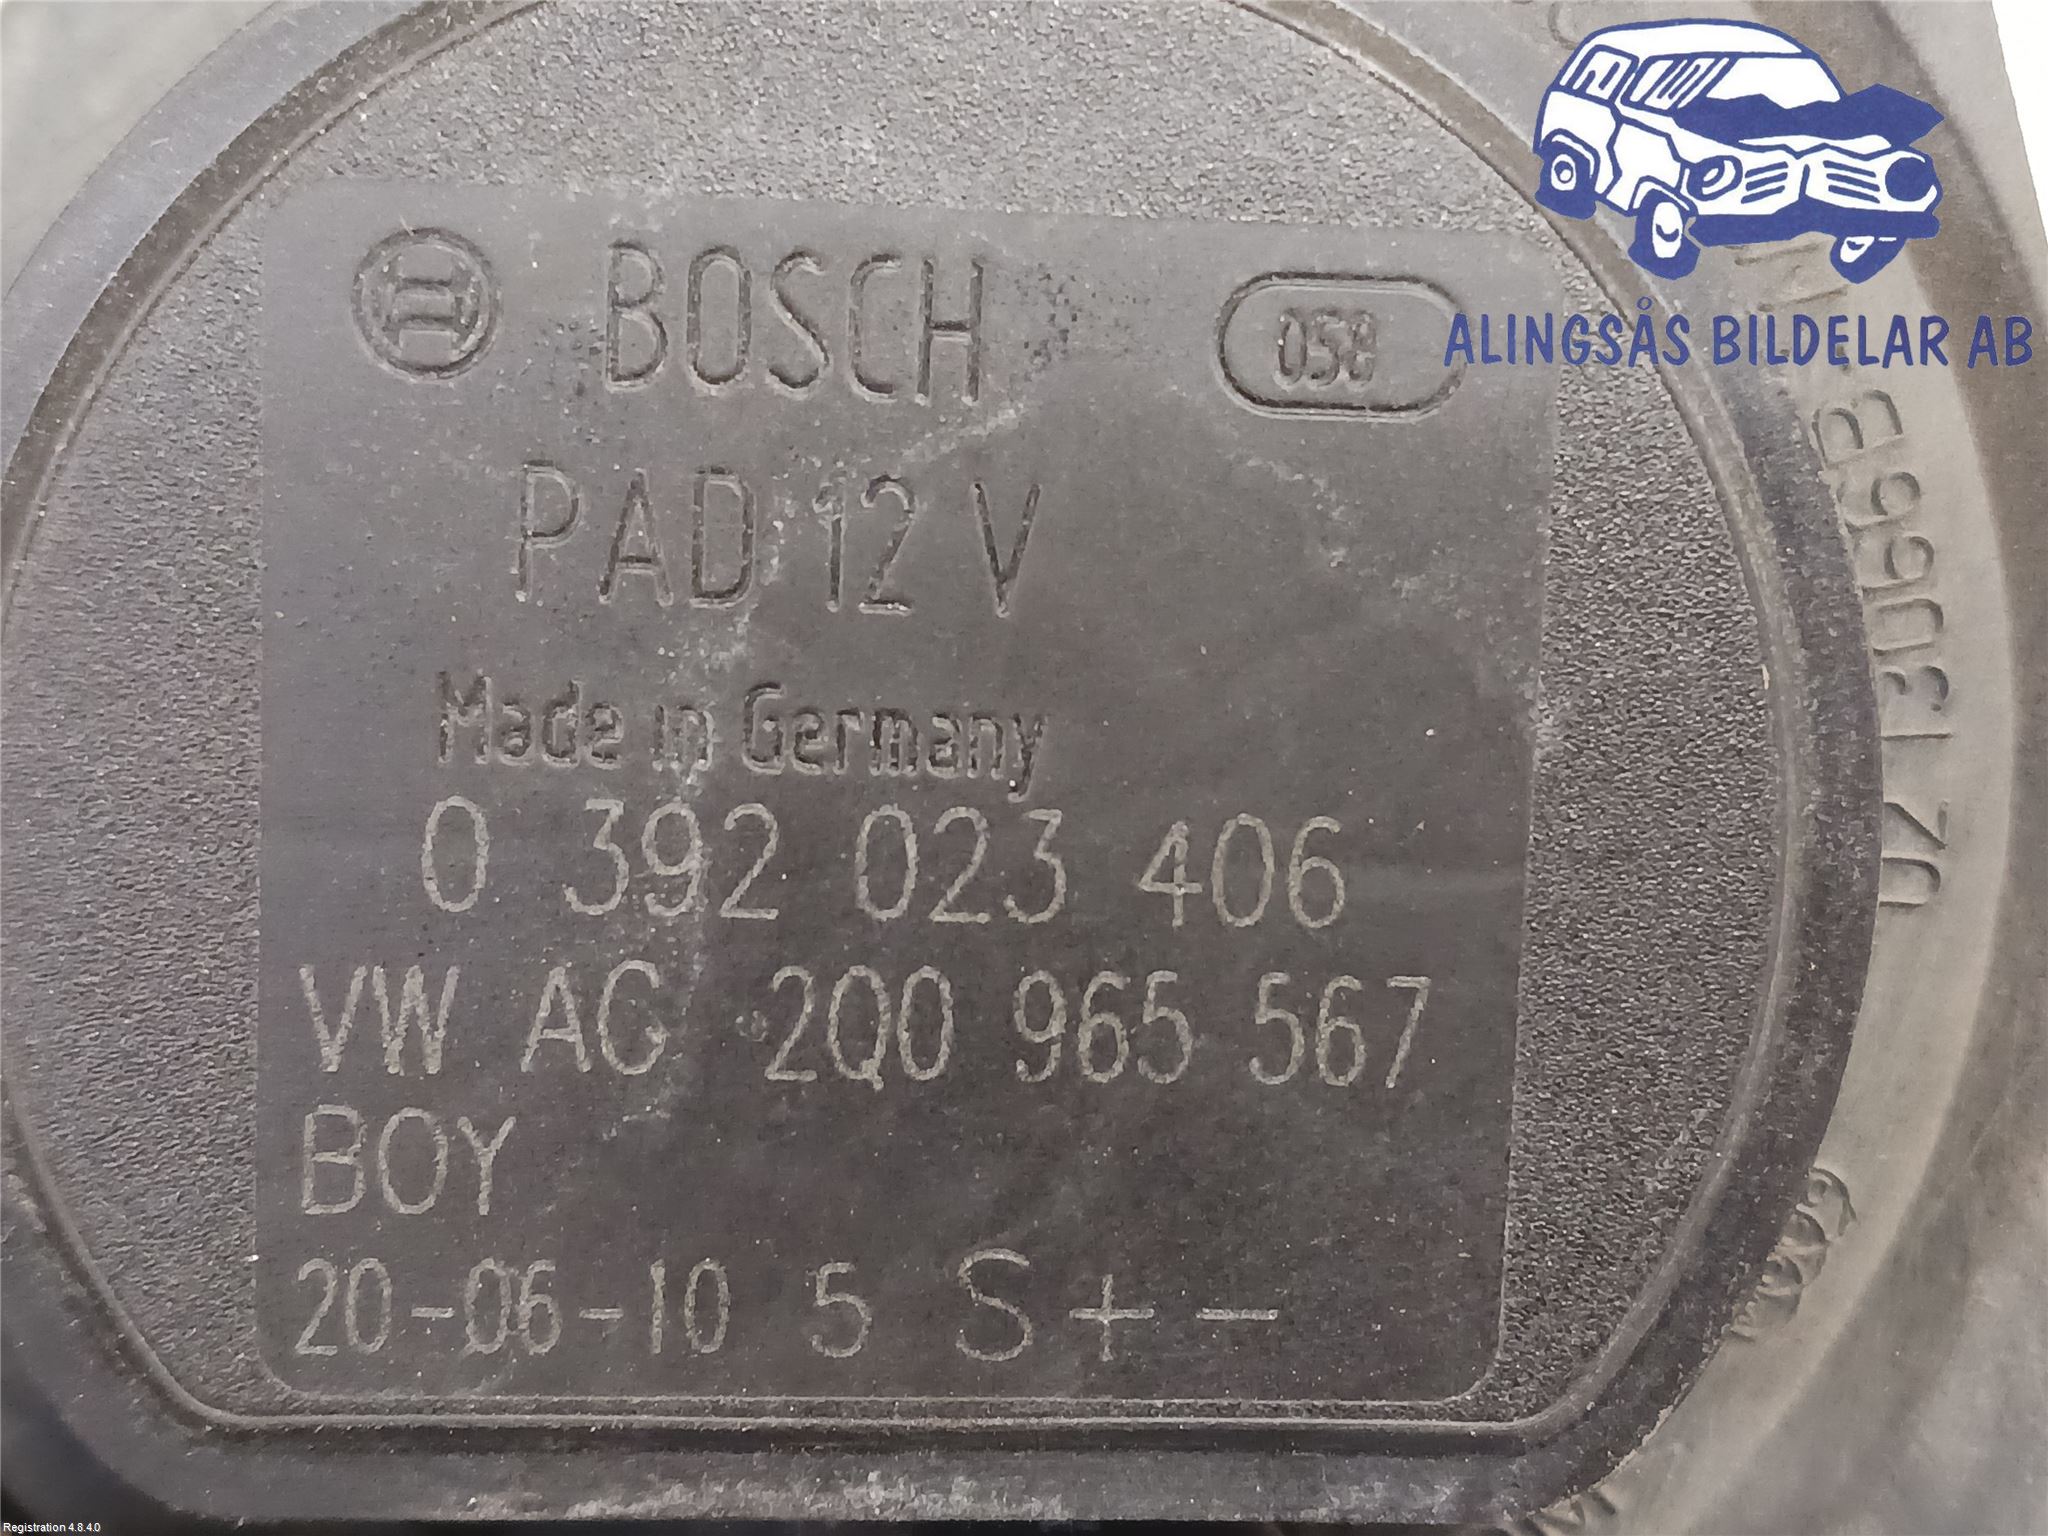 BOSCH
058
PAD 12 V
Made in Germany
0 392 023 406
VW AG 2Q0 965 567
BOY
20-06-10 5 S + -
ALINGSÅS BILDELAR AB
Registration 4.8.4.0